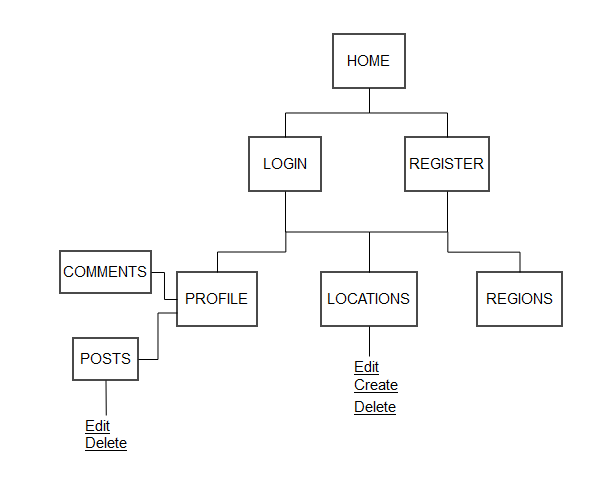 HOME
LOGIN
REGISTER
COMMENTS
PROFILE
LOCATIONS
REGIONS
POSTS
Edit
Create
Delete
Edit
Delete